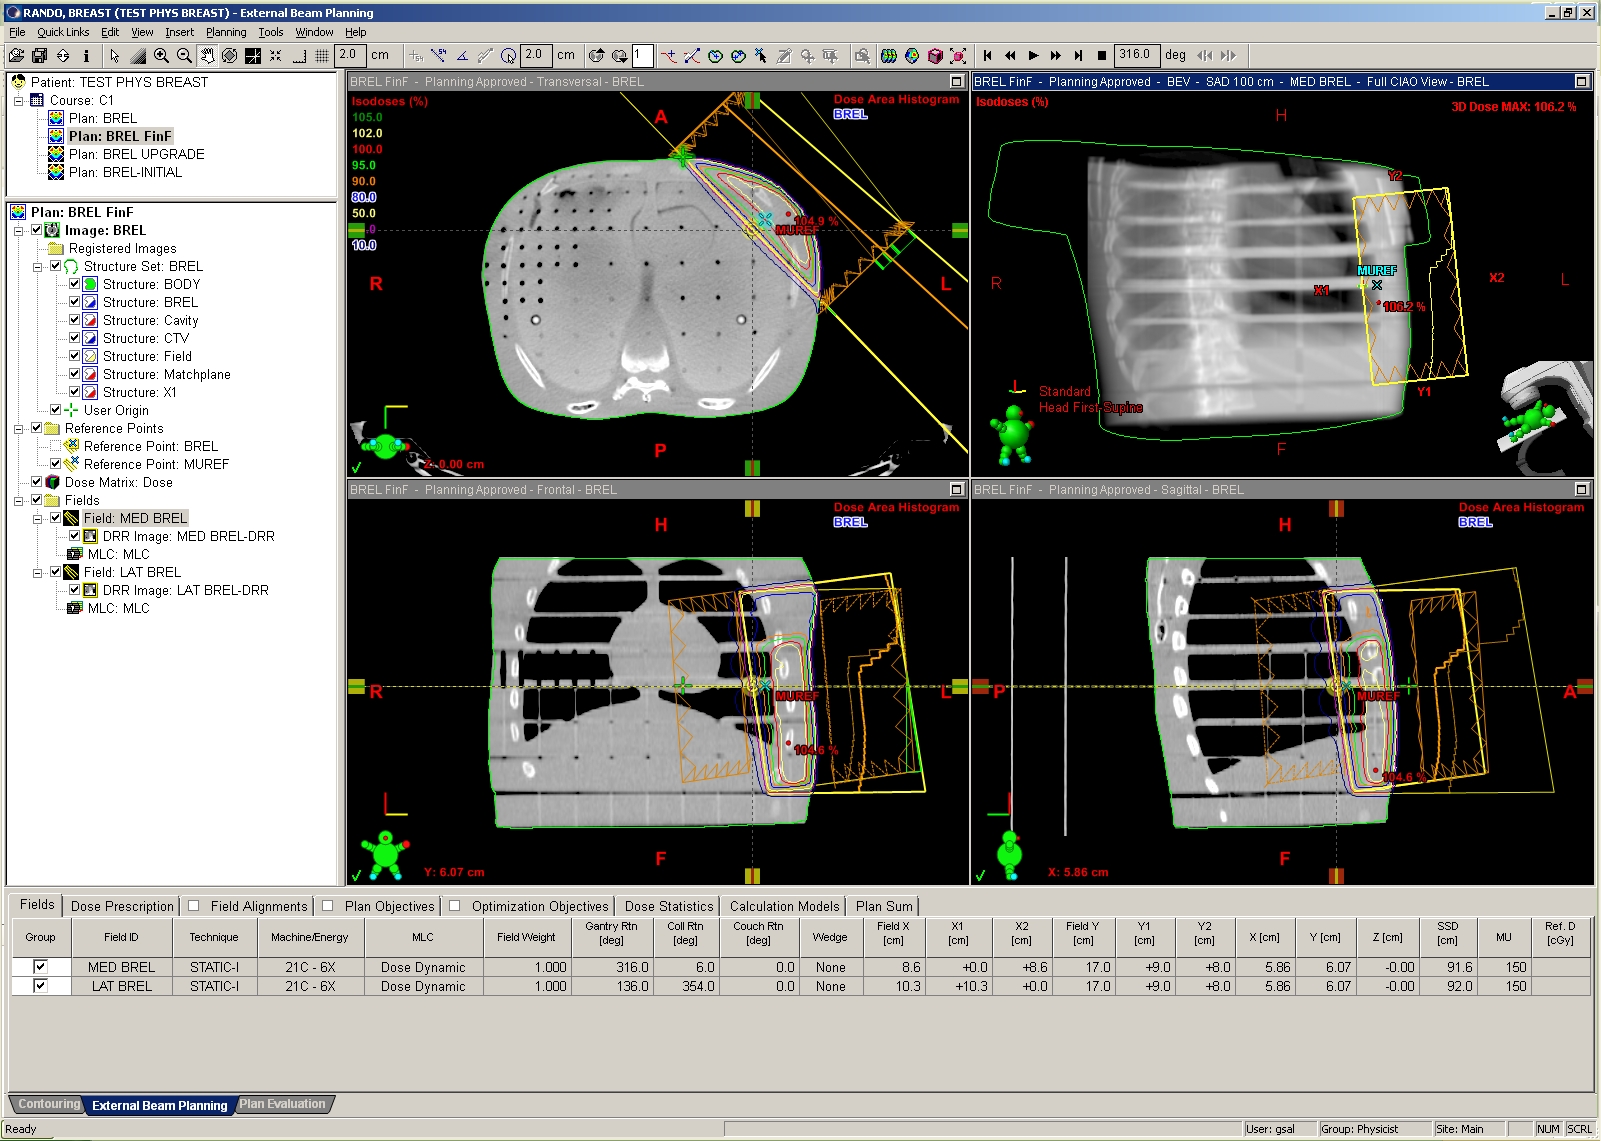 RANDO, BREAST (TEST PHYS BREAST) - External Beam Planning
File Quick Links Edit View Insert Planning Tools Window Help
2.0 cm 2.0 cm 1 316.0 deg
Patient: TEST PHYS BREAST
Course: C1
Plan: BREL
Plan: BREL FinF
Plan: BREL UPGRADE
Plan: BREL-INITIAL
Plan: BREL FinF
Image: BREL
Registered Images
Structure Set: BREL
Structure: BODY
Structure: BREL
Structure: Cavity
Structure: CTV
Structure: Field
Structure: Matchplane
Structure: X1
User Origin
Reference Points
Reference Point: BREL
Reference Point: MUREF
Dose Matrix: Dose
Fields
Field: MED BREL
DRR Image: MED BREL-DRR
MLC: MLC
Field: LAT BREL
DRR Image: LAT BREL-DRR
MLC: MLC
BREL FinF - Planning Approved - Transversal - BREL
Isodoses (%)
105.0
102.0
100.0
95.0
90.0
80.0
50.0
10.0
Dose Area Histogram
BREL
A
R
L
P
104.9 %
MUREF
Z: 0.00 cm
BREL FinF - Planning Approved - BEV - SAD 100 cm - MED BREL - Full CIAO View - BREL
Isodoses (%)
3D Dose MAX: 106.2 %
H
Y2
R
MUREF
X1
X2
L
106.2 %
Y1
L
Standard
Head First-Supine
F
BREL FinF - Planning Approved - Frontal - BREL
Dose Area Histogram
BREL
H
R
L
MUREF
104.6 %
F
Y: 6.07 cm
BREL FinF - Planning Approved - Sagittal - BREL
Dose Area Histogram
BREL
H
P
A
MUREF
104.6 %
F
X: 5.86 cm
Fields Dose Prescription Field Alignments Plan Objectives Optimization Objectives Dose Statistics Calculation Models Plan Sum
Group Field ID Technique Machine/Energy MLC Field Weight Gantry Rtn [deg] Coll Rtn [deg] Couch Rtn [deg] Wedge Field X [cm] X1 [cm] X2 [cm] Field Y [cm] Y1 [cm] Y2 [cm] X [cm] Y [cm] Z [cm] SSD [cm] MU Ref. D [cGy]
MED BREL STATIC-I 21C - 6X Dose Dynamic 1.000 316.0 6.0 0.0 None 8.6 +0.0 +8.6 17.0 +9.0 +8.0 5.86 6.07 -0.00 91.6 150
LAT BREL STATIC-I 21C - 6X Dose Dynamic 1.000 136.0 354.0 0.0 None 10.3 +10.3 +0.0 17.0 +9.0 +8.0 5.86 6.07 -0.00 92.0 150
Contouring External Beam Planning Plan Evaluation
Ready User: gsal Group: Physicist Site: Main NUM SCRL